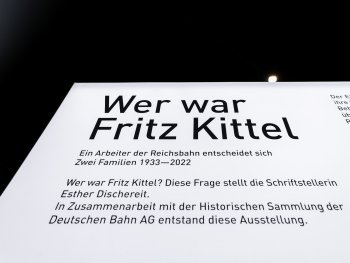 Wer war
Fritz Kittel
Ein Arbeiter der Reichsbahn entscheidet sich
Zwei Familien 1933—2022
Wer war Fritz Kittel? Diese Frage stellt die Schriftstellerin
Esther Dischereit.
In Zusammenarbeit mit der Historischen Sammlung der
Deutschen Bahn AG entstand diese Ausstellung.
Der
ihre